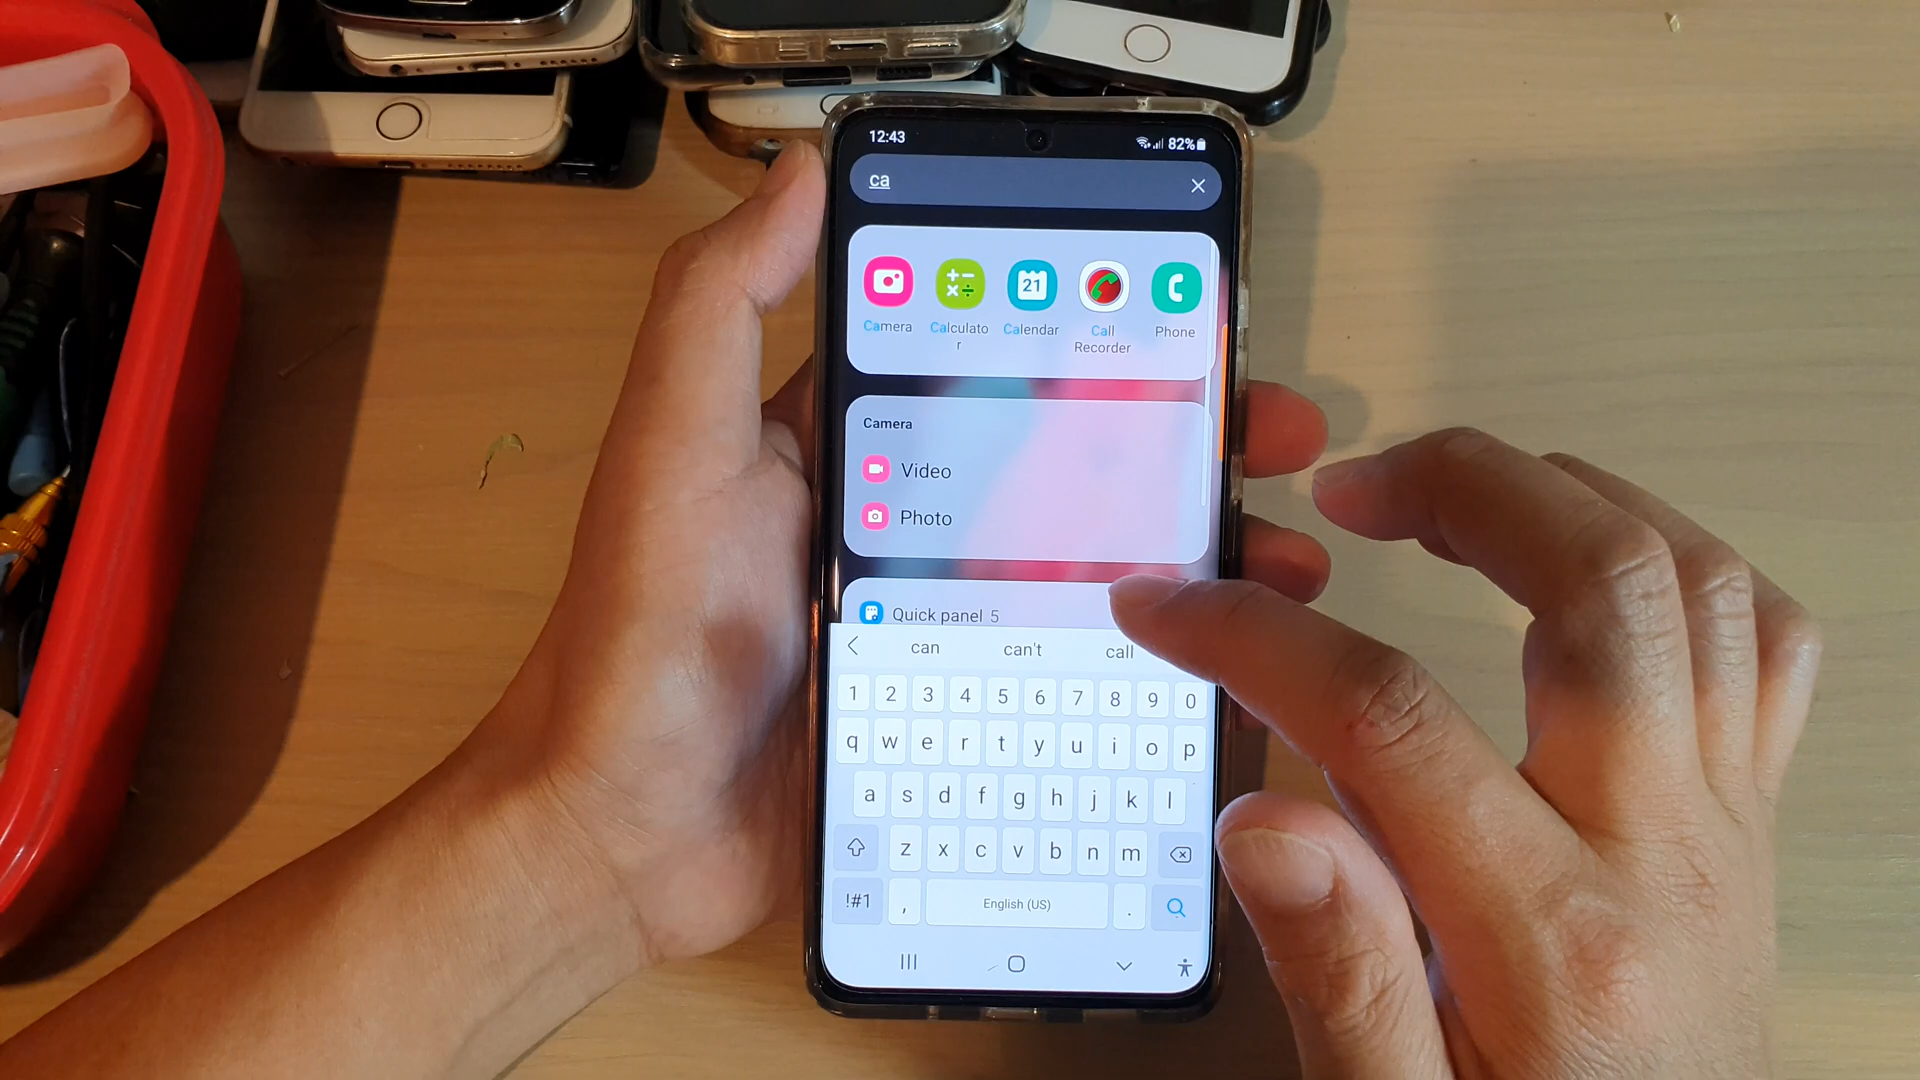 12:43
82%
ca
21
Camera
Calculato
r
Calendar
Call
Recorder
Phone
Camera
Video
Photo
Quick panel 5
can can't call
1 2 3 4 5 6 7 8 9 0
q w e r t y u i o p
a s d f g h j k l
z x c v b n m
!#1 , English (US) .